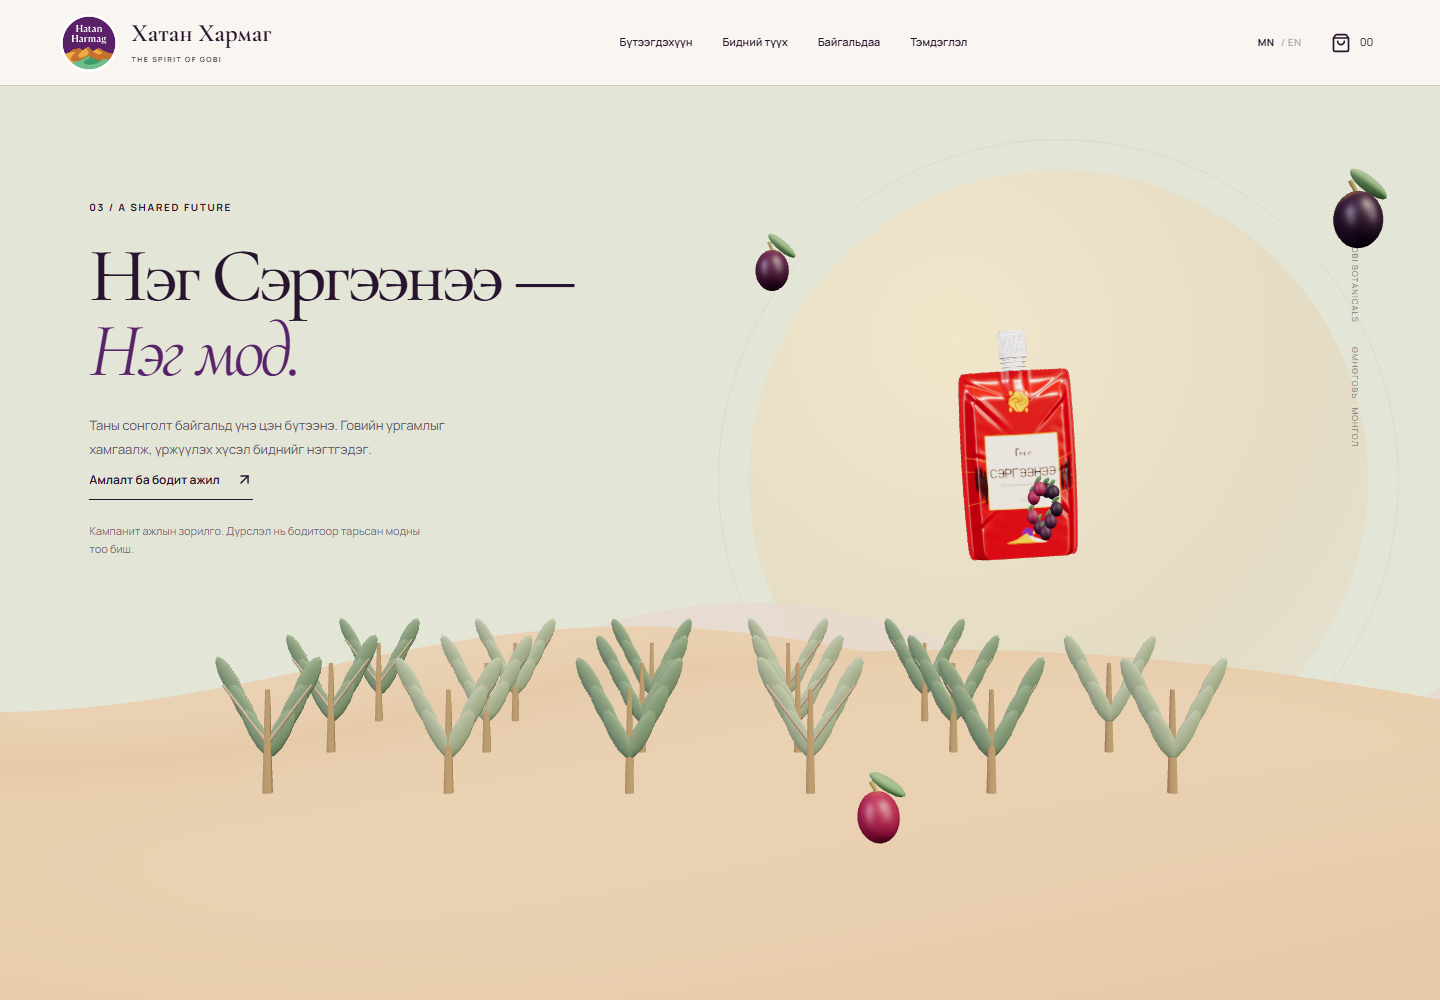 Hatan
Harmag
Хатан Хармаг
THE SPIRIT OF GOBI
Бүтээгдэхүүн
Бидний түүх
Байгальдаа
Тэмдэглэл
MN / EN
00
03 / A SHARED FUTURE
Нэг Сэргээнээ —
Нэг мод.
Таны сонголт байгальд үнэ цэн бүтээнэ. Говийн ургамлыг
хамгаалж, үржүүлэх хүсэл биднийг нэгтгэдэг.
Амлалт ба бодит ажил
Кампанит ажлын зорилго. Дүрслэл нь бодитоор тарьсан модны
тоо биш.
BOTANICALS
ӨМНӨГОВЬ · МОНГОЛ
СЭРГЭЭНЭЭ